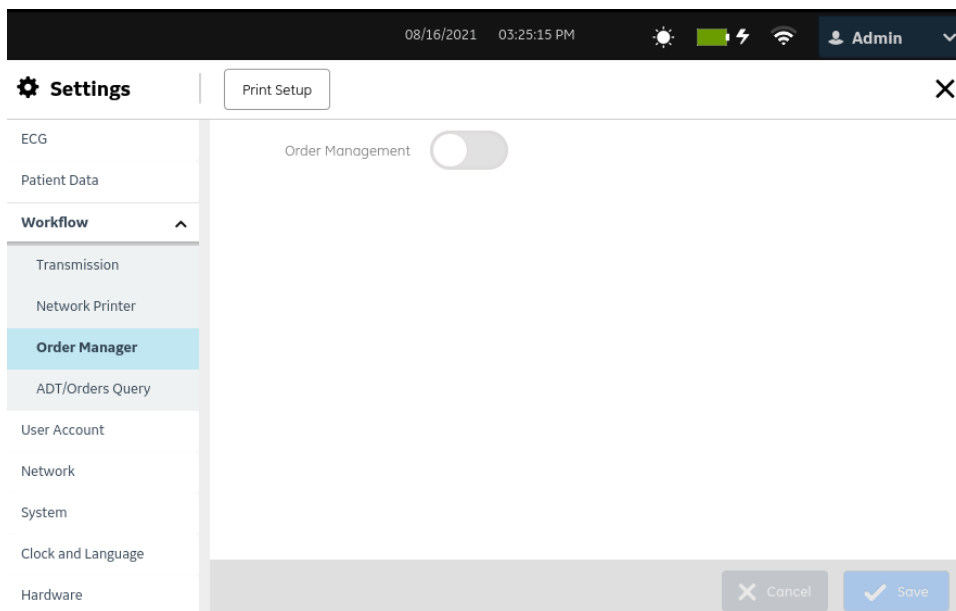 08/16/2021 03:25:15 PM Admin
Settings Print Setup
ECG
Order Management
Patient Data
Workflow
Transmission
Network Printer
Order Manager
ADT/Orders Query
User Account
Network
System
Clock and Language
Hardware
Cancel Save